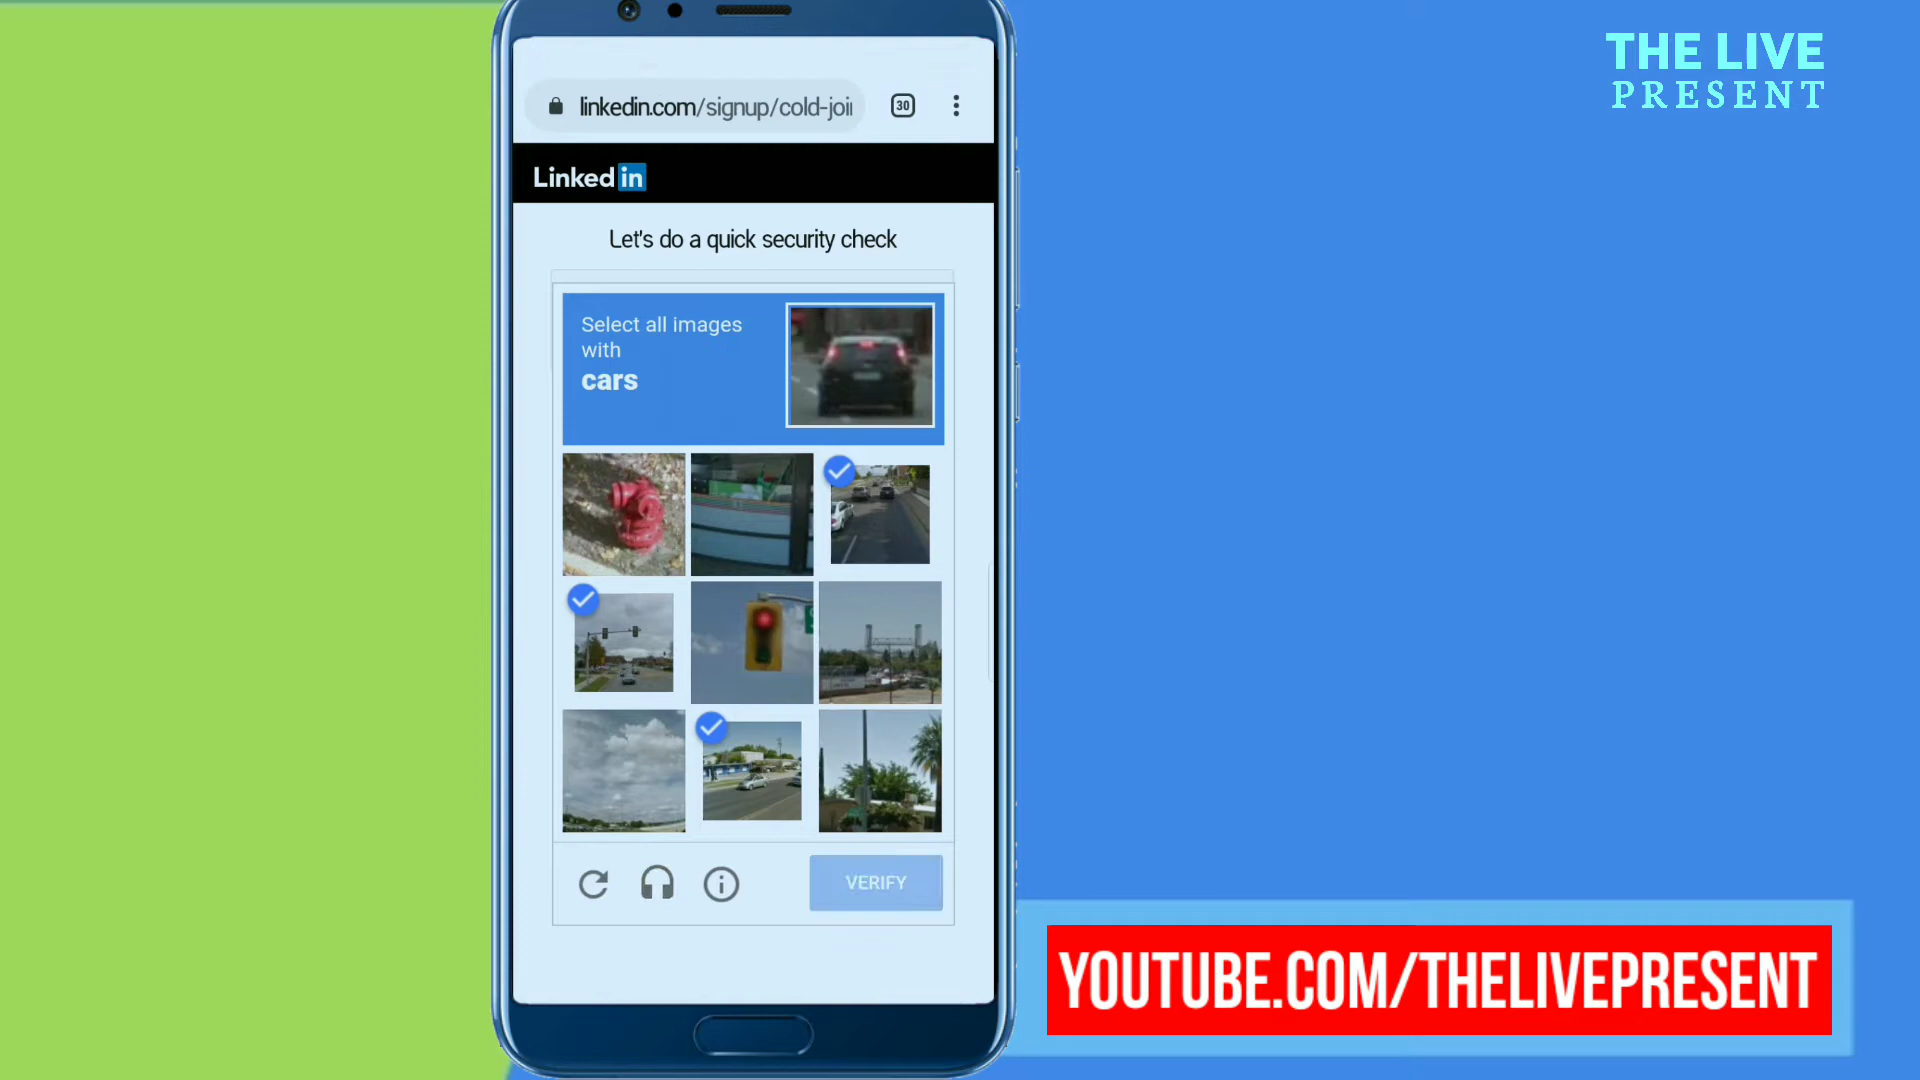 THE LIVE
PRESENT
linkedin.com/signup/cold-joi
30
Linked in
Let's do a quick security check
Select all images
with
cars
VERIFY
YOUTUBE.COM/THELIVEPRESENT